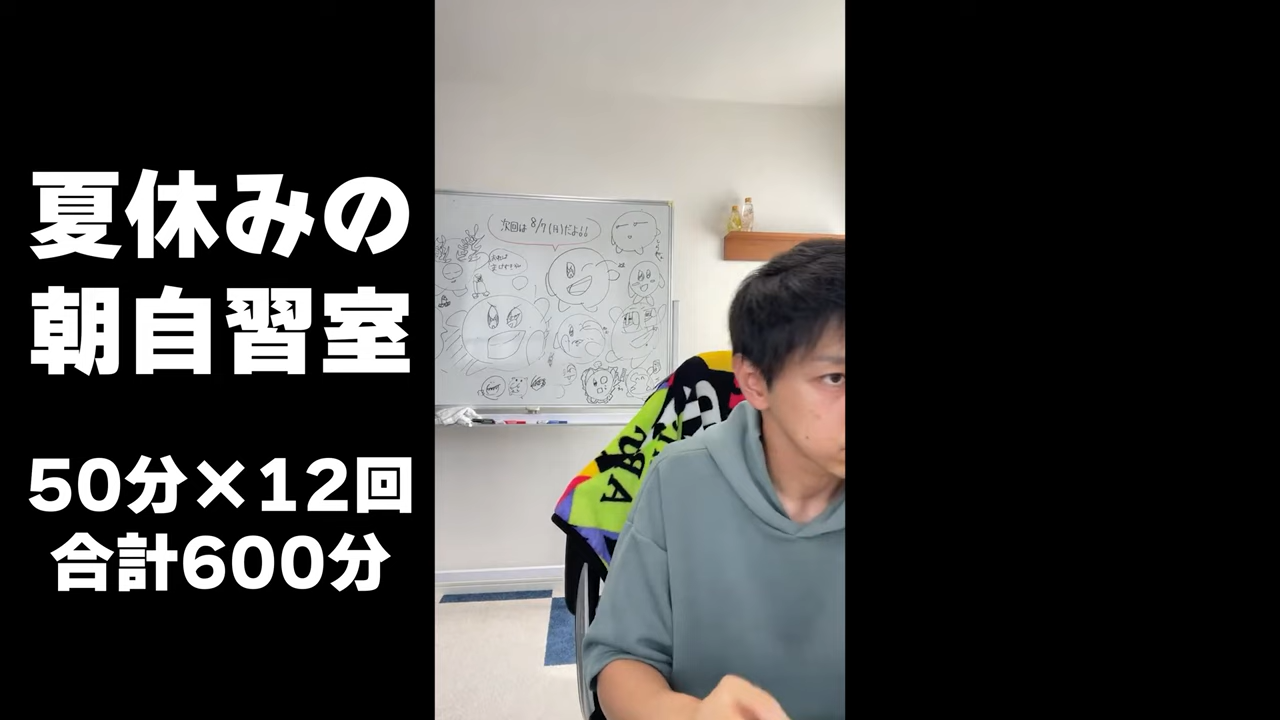 夏休みの
朝自習室
50分×12回
合計600分
次回は 8/7(月)だよ!!